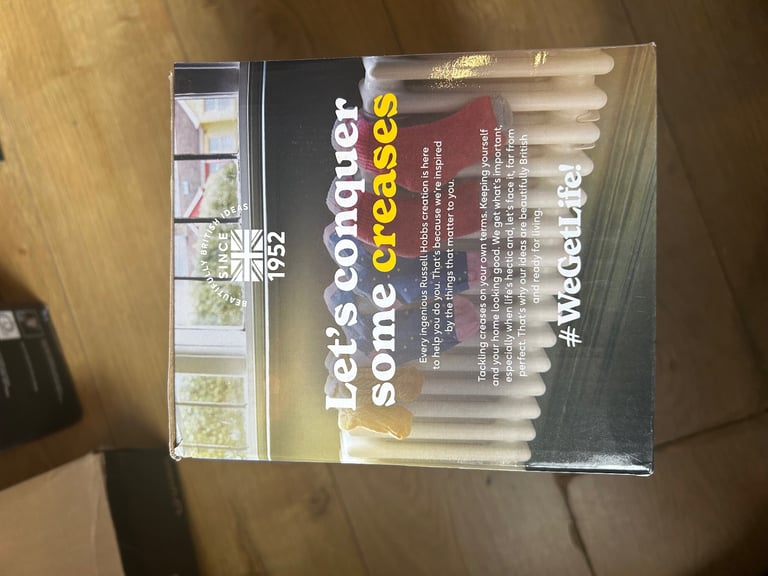 BEAUTIFULLY BRITISH IDEAS
SINCE
1952
Let's conquer
some creases
Every ingenious Russell Hobbs creation is here
to help you do you. That's because we're inspired
by the things that matter to you.
Tackling creases on your own terms. Keeping yourself
and your home looking good. We get what's important,
especially when life's hectic and, let's face it, far from
perfect. That's why our ideas are beautifully British
and ready for living.
#WeGetLife!